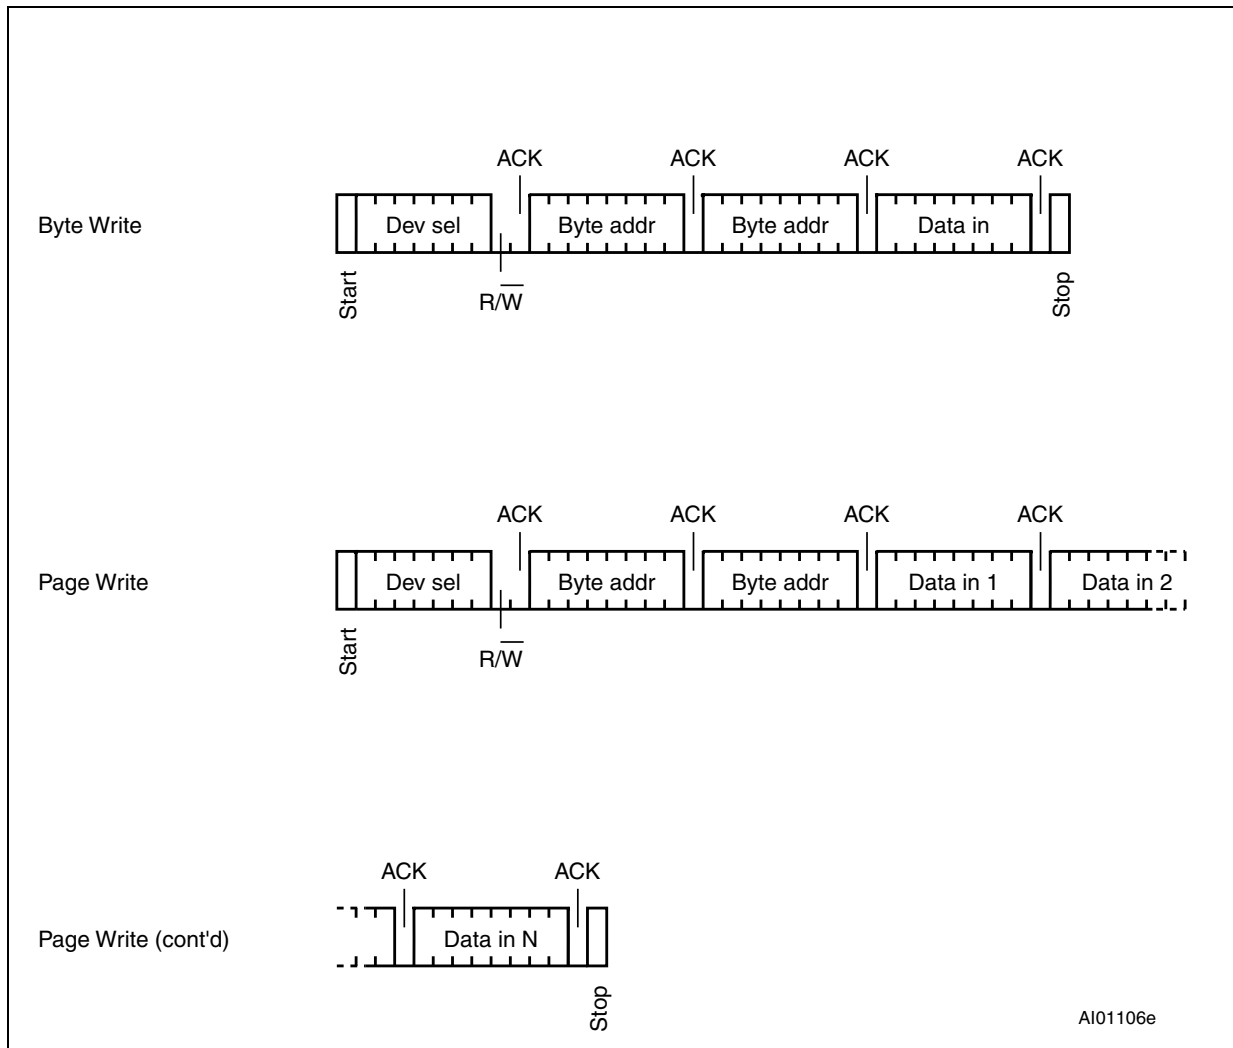 ACK ACK ACK ACK
Byte Write Dev sel Byte addr Byte addr Data in
Start R/W̅ Stop
ACK ACK ACK ACK
Page Write Dev sel Byte addr Byte addr Data in 1 Data in 2
Start R/W̅
ACK ACK
Page Write (cont'd) Data in N
Stop
AI01106e